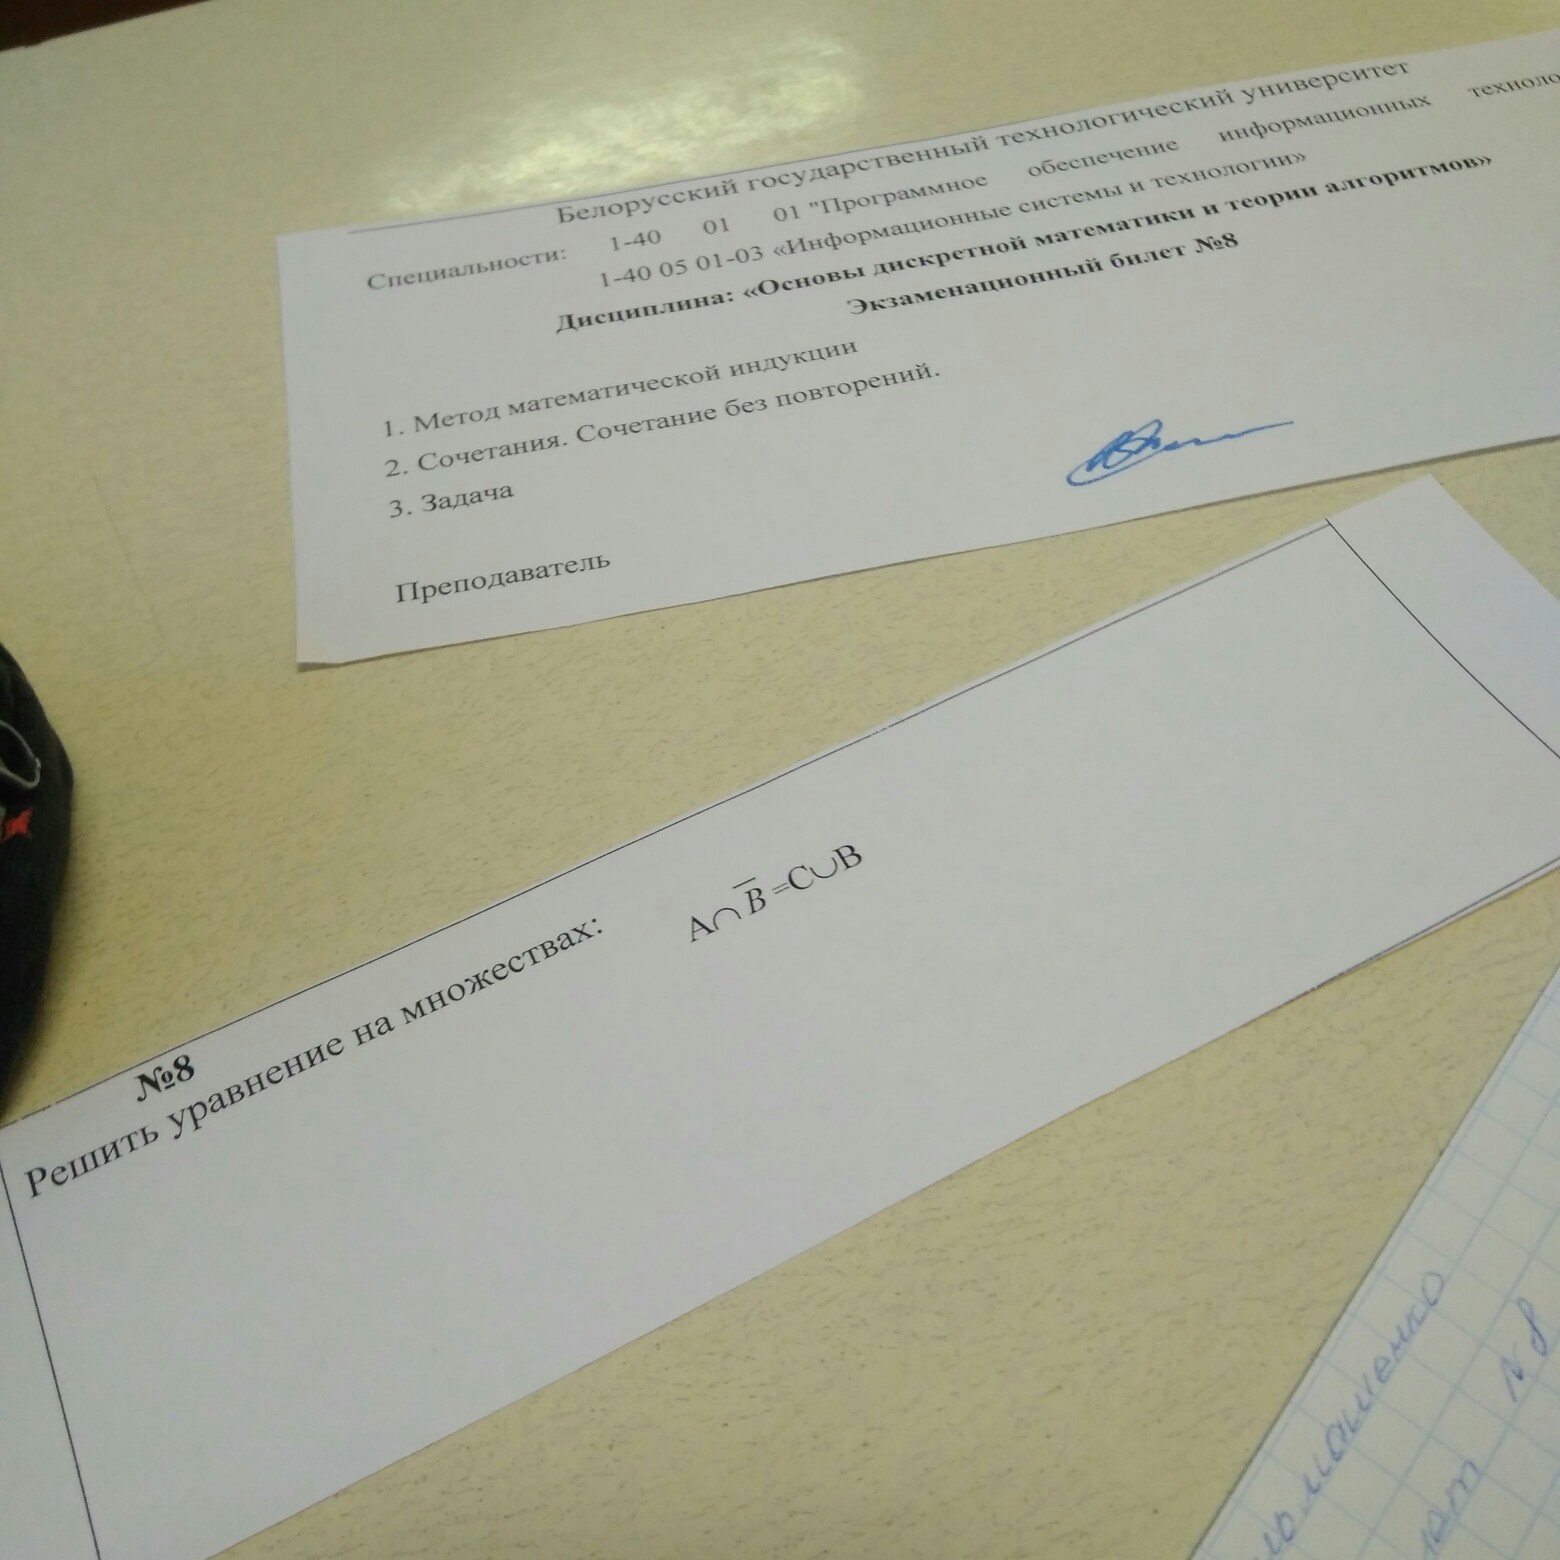 Белорусский государственный технологический университет
Специальности: 1-40 01 01 "Программное обеспечение информационных
1-40 05 01-03 «Информационные системы и технологии»
Дисциплина: «Основы дискретной математики и теории алгоритмов»
Экзаменационный билет №8
1. Метод математической индукции
2. Сочетания. Сочетание без повторений.
3. Задача
Преподаватель
№8
Решить уравнение на множествах: A∩B̅=C∪B
N 8